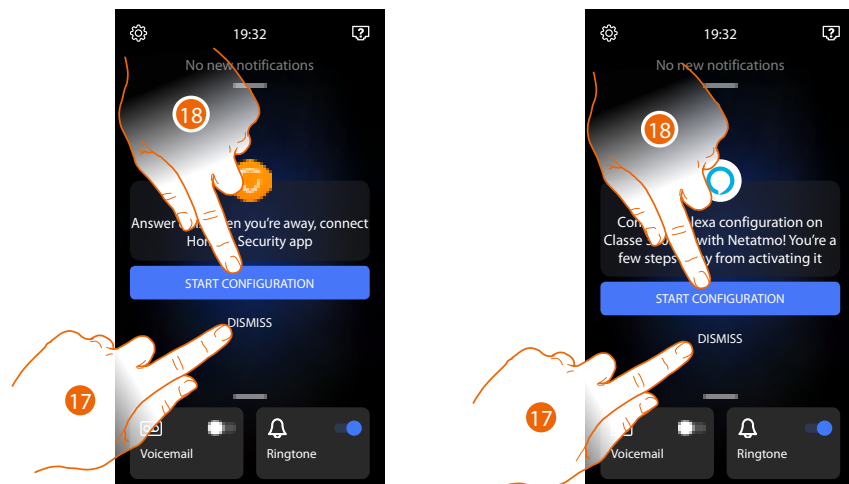 19:32
No new notifications
18
Answer en you're away, connect
Ho Security app
START CONFIGURATION
DISMISS
17
Voicemail
Ringtone
19:32
No new notifications
18
Co exa configuration on
Classe with Netatmo! You're a
few steps y from activating it
START CONFIGURATION
DISMISS
17
Voicemail
Ringtone